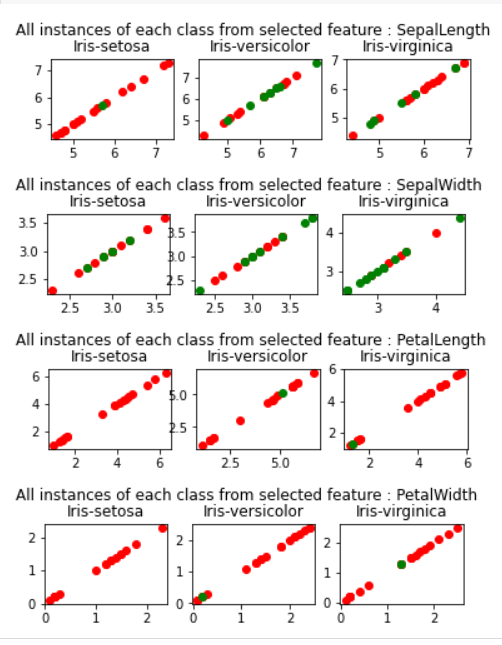 All instances of each class from selected feature : SepalLength
Iris-setosa Iris-versicolor Iris-virginica
7 7 7
6 6 6
5 5 5
5 6 7 5 6 7 5 6 7
All instances of each class from selected feature : SepalWidth
Iris-setosa Iris-versicolor Iris-virginica
3.5 3.5 4
3.0 3.0 3
2.5 2.5
2.5 3.0 3.5 2.5 3.0 3.5 3 4
All instances of each class from selected feature : PetalLength
Iris-setosa Iris-versicolor Iris-virginica
6 5.0 6
4 2.5 4
2 2
2 4 6 2.5 5.0 2 4 6
All instances of each class from selected feature : PetalWidth
Iris-setosa Iris-versicolor Iris-virginica
2 2 2
1 1 1
0 0 0
0 1 2 0 1 2 0 1 2